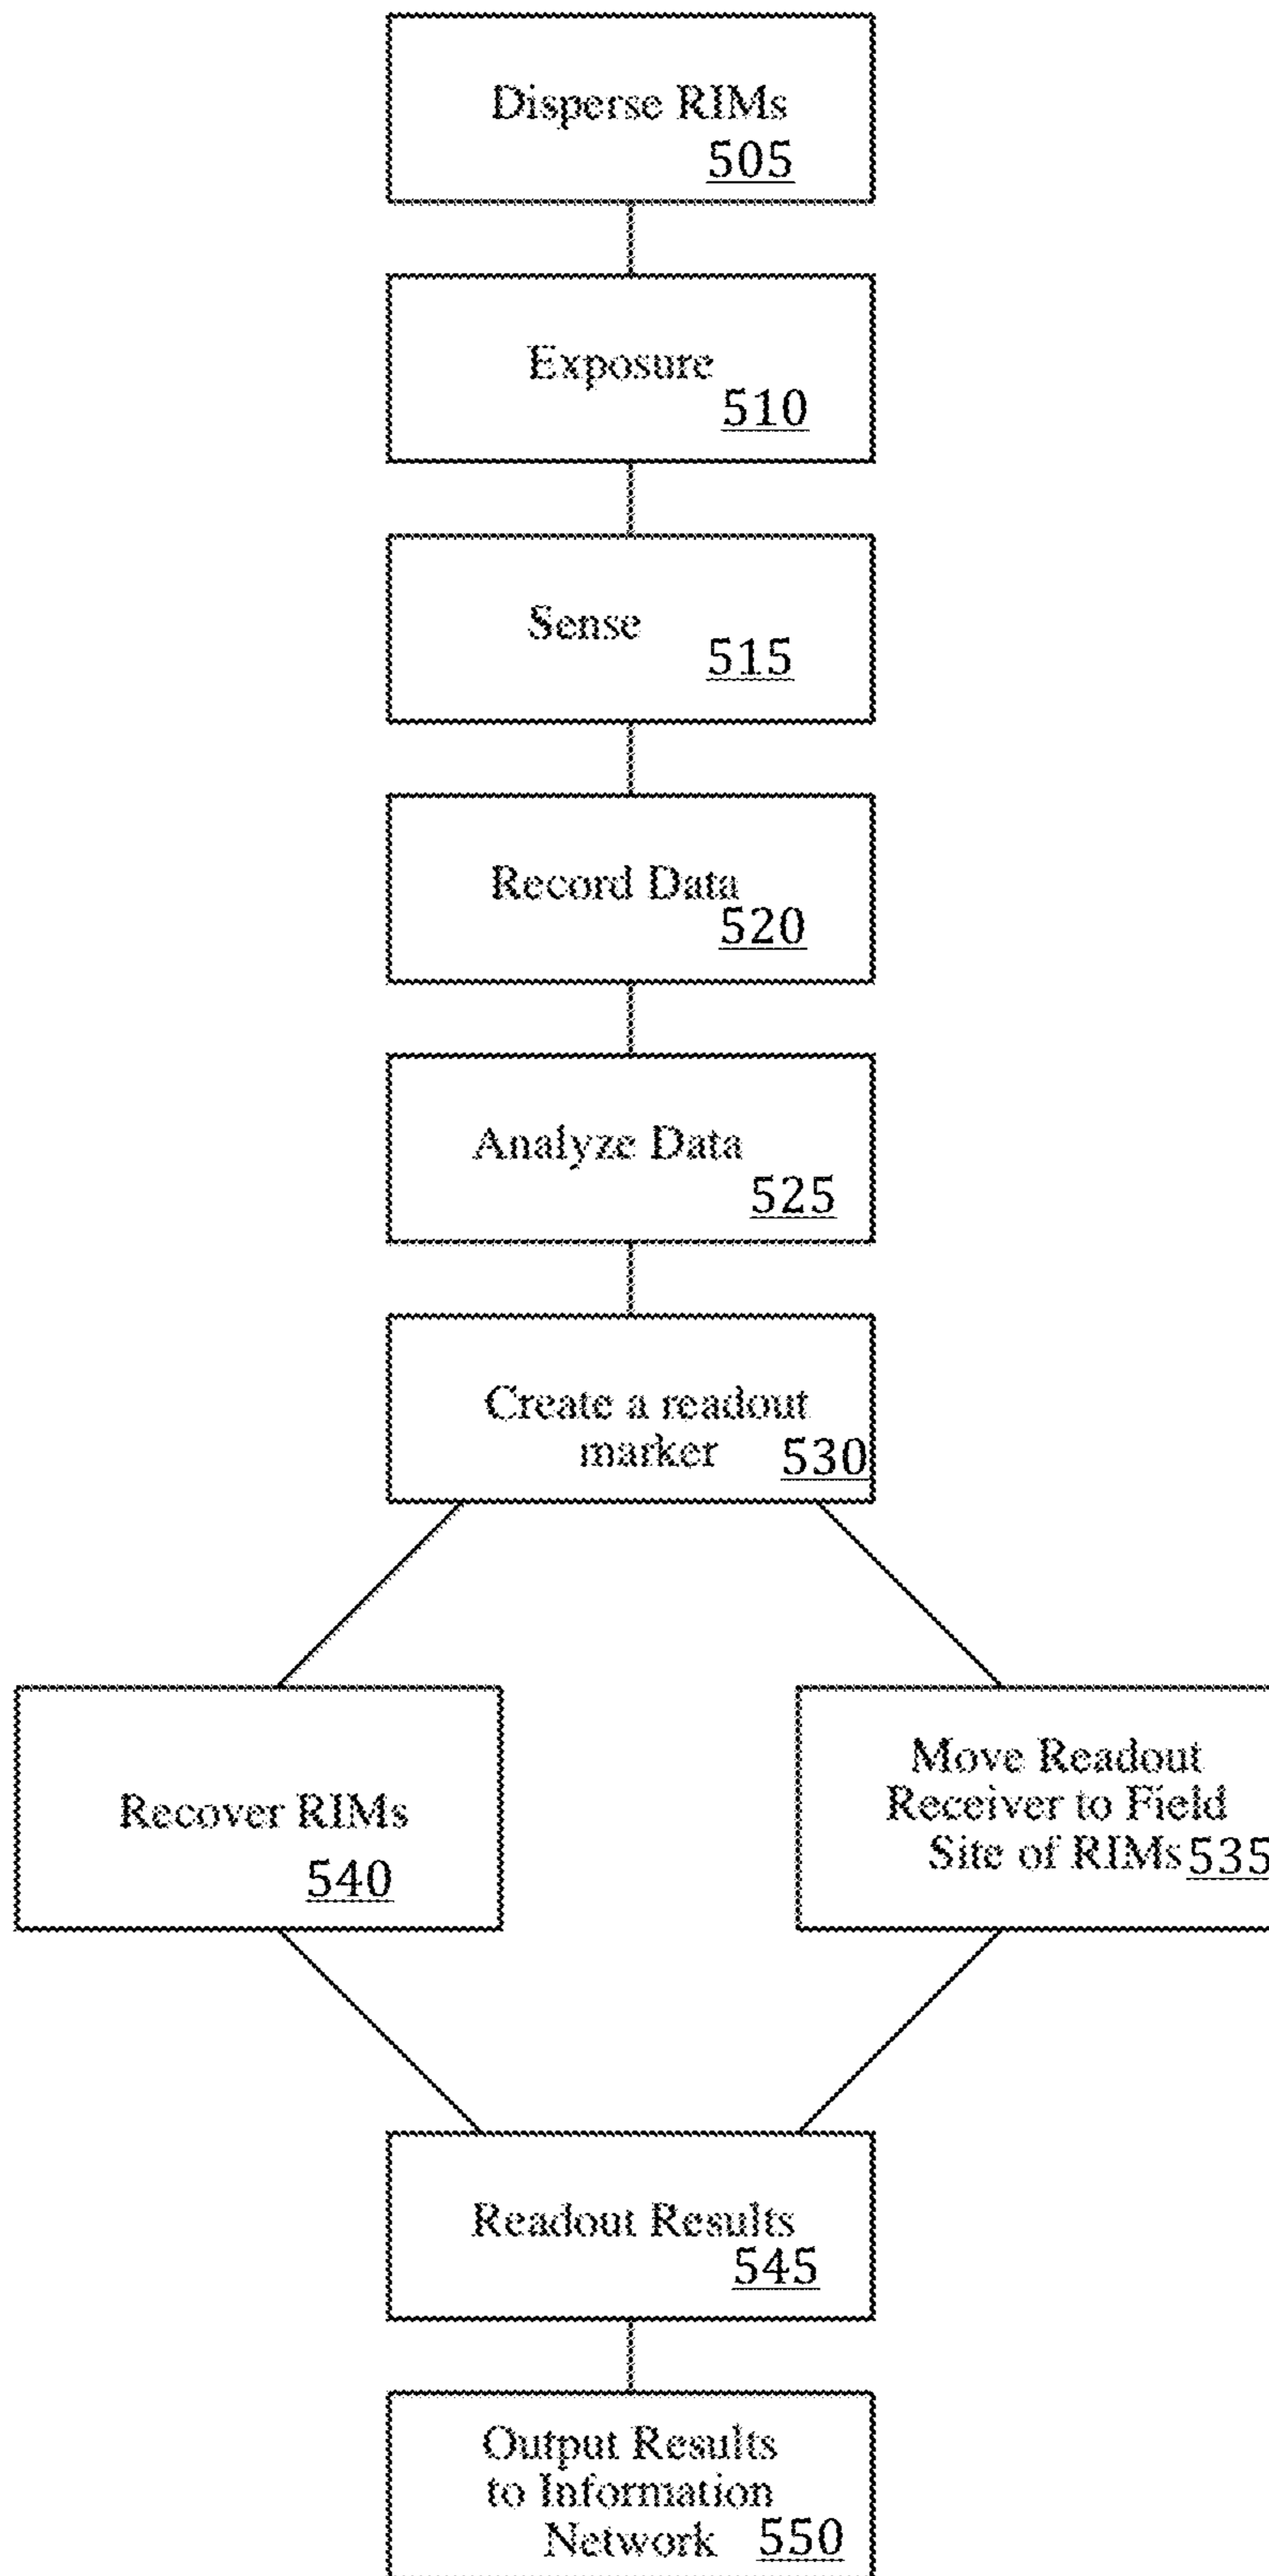 Disperse RIMs
505
Exposure
510
Sense
515
Record Data
520
Analyze Data
525
Create a readout
marker 530
Recover RIMs
540
Move Readout
Receiver to Field
Site of RIMs 535
Readout Results
545
Output Results
to Information
Network 550